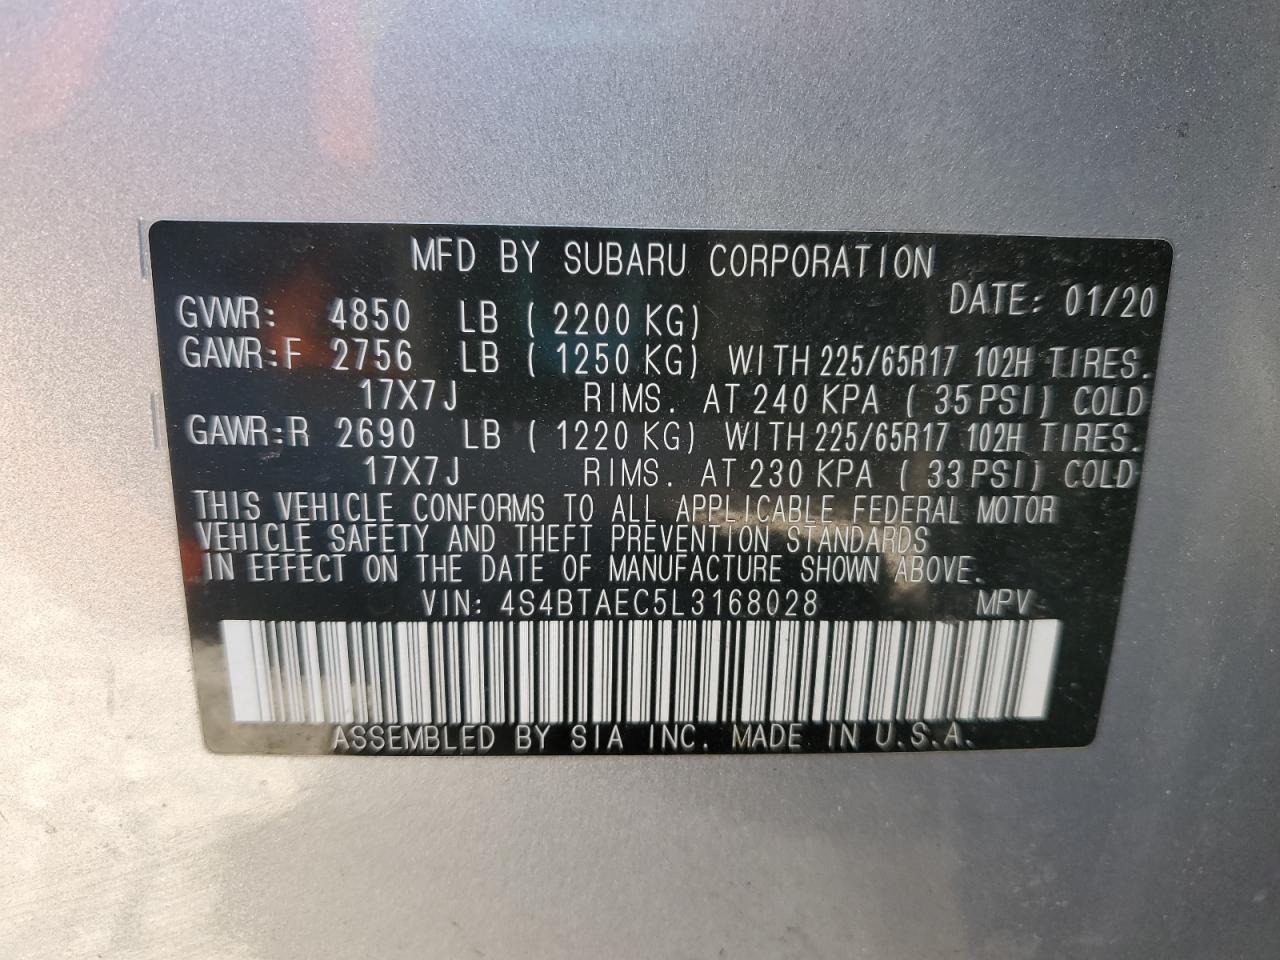 MFD BY SUBARU CORPORATION
DATE: 01/20
GVWR: 4850 LB ( 2200 KG)
GAWR:F 2756 LB ( 1250 KG) WITH 225/65R17 102H TIRES.
17X7J RIMS. AT 240 KPA ( 35 PSI) COLD
GAWR:R 2690 LB ( 1220 KG) WITH 225/65R17 102H TIRES.
17X7J RIMS. AT 230 KPA ( 33 PSI) COLD
THIS VEHICLE CONFORMS TO ALL APPLICABLE FEDERAL MOTOR
VEHICLE SAFETY AND THEFT PREVENTION STANDARDS
IN EFFECT ON THE DATE OF MANUFACTURE SHOWN ABOVE.
VIN: 4S4BTAEC5L3168028 MPV
ASSEMBLED BY SIA INC. MADE IN U.S.A.